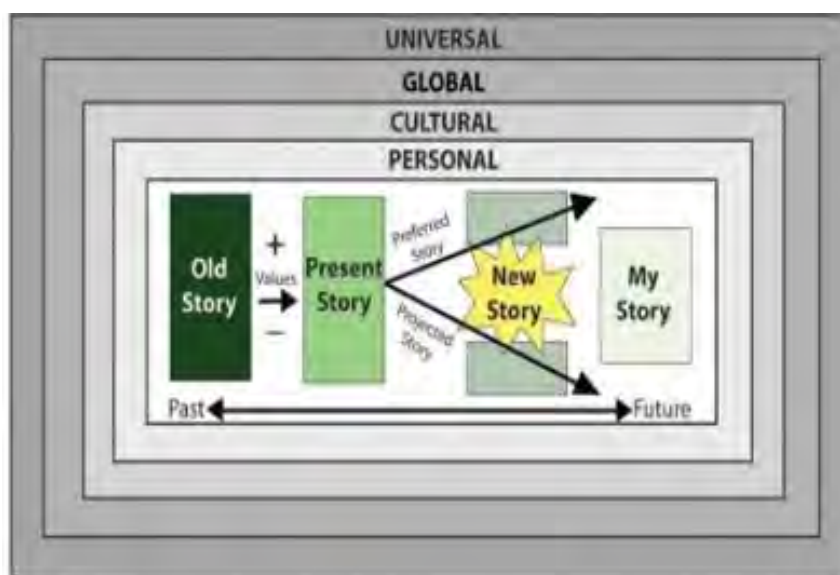 UNIVERSAL
GLOBAL
CULTURAL
PERSONAL
Old
Story
+
Values
−
Present
Story
Preferred
Story
Projected
Story
New
Story
My
Story
Past
Future